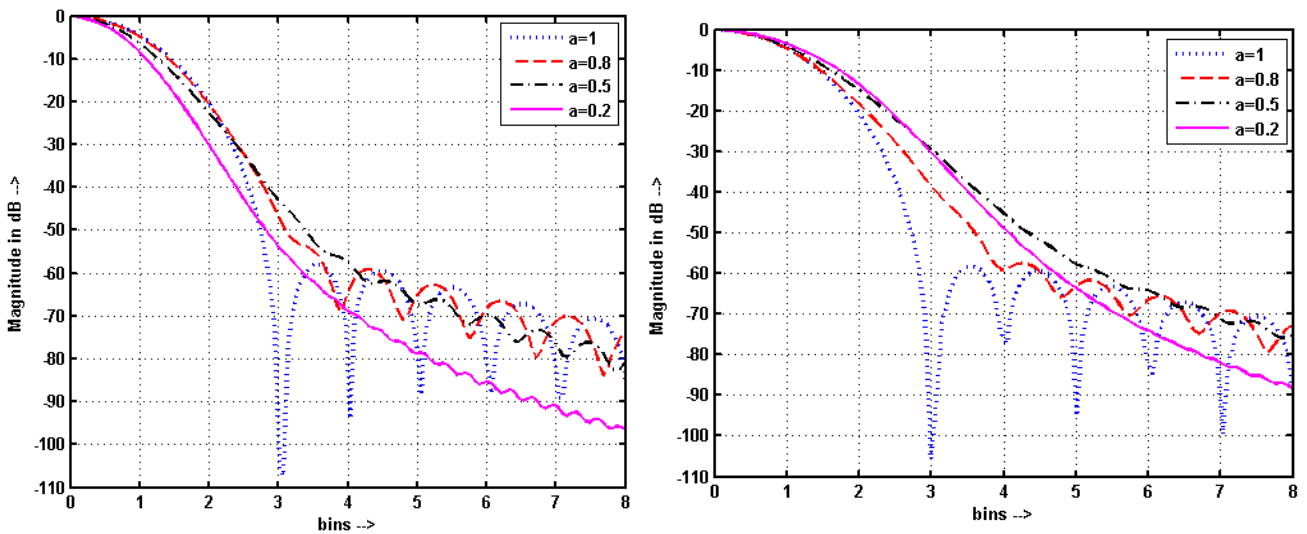 0
-10
-20
-30
-40
-50
-60
-70
-80
-90
-100
-110
Magnitude in dB -->
a=1
a=0.8
a=0.5
a=0.2
0 1 2 3 4 5 6 7 8
bins -->
0
-10
-20
-30
-40
-50
-60
-70
-80
-90
-100
-110
Magnitude in dB -->
a=1
a=0.8
a=0.5
a=0.2
0 1 2 3 4 5 6 7 8
bins -->